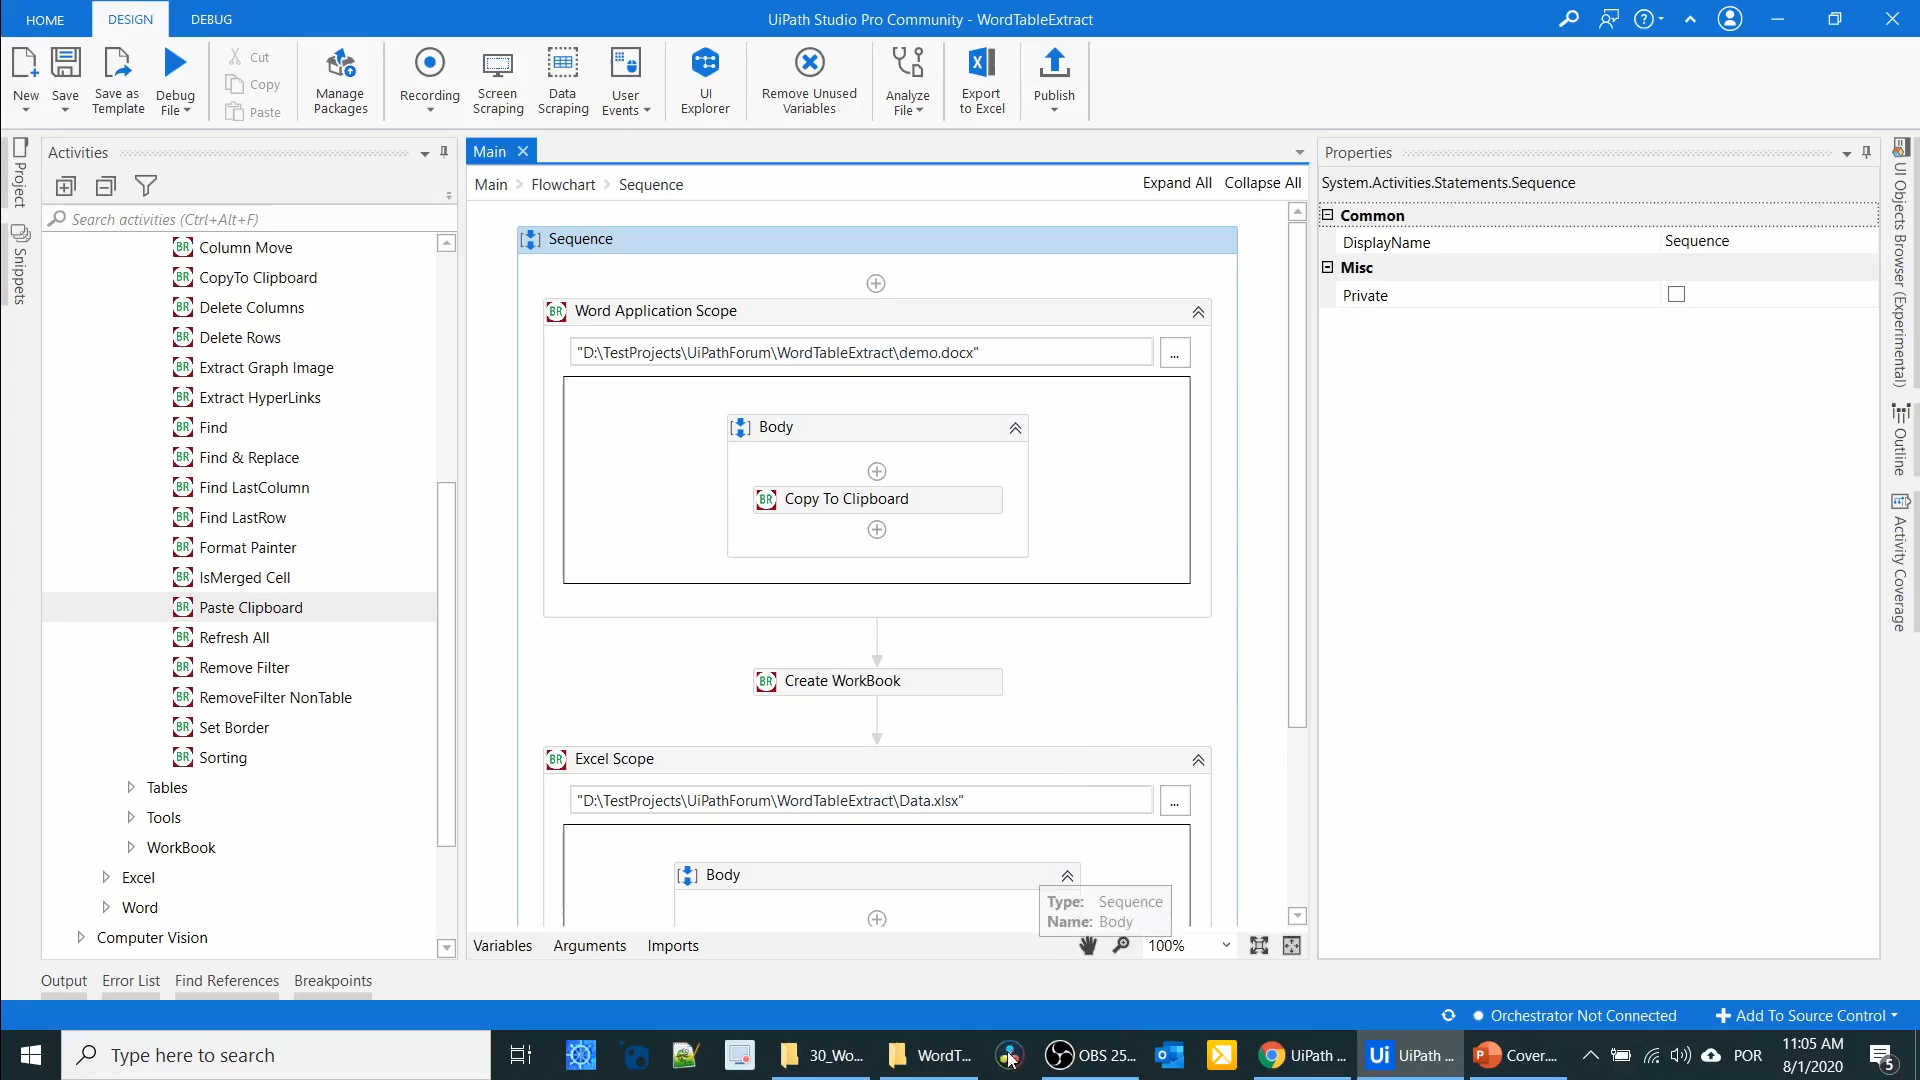 HOME
DESIGN
DEBUG
UiPath Studio Pro Community - WordTableExtract
New
Save
Save as Template
Debug File
Cut
Copy
Paste
Manage Packages
Recording
Screen Scraping
Data Scraping
User Events
UI Explorer
Remove Unused Variables
Analyze File
Export to Excel
Publish
Project
Snippets
Activities
Search activities (Ctrl+Alt+F)
Column Move
CopyTo Clipboard
Delete Columns
Delete Rows
Extract Graph Image
Extract HyperLinks
Find
Find & Replace
Find LastColumn
Find LastRow
Format Painter
IsMerged Cell
Paste Clipboard
Refresh All
Remove Filter
RemoveFilter NonTable
Set Border
Sorting
Tables
Tools
WorkBook
Excel
Word
Computer Vision
Main
Main > Flowchart > Sequence
Expand All Collapse All
Sequence
BR Word Application Scope
"D:\TestProjects\UiPathForum\WordTableExtract\demo.docx"
...
Body
BR Copy To Clipboard
BR Create WorkBook
BR Excel Scope
"D:\TestProjects\UiPathForum\WordTableExtract\Data.xlsx"
...
Body
Type: Sequence
Name: Body
Variables Arguments Imports
100%
Properties
System.Activities.Statements.Sequence
Common
DisplayName Sequence
Misc
Private
UI Objects Browser (Experimental)
Outline
Activity Coverage
Output Error List Find References Breakpoints
Orchestrator Not Connected
Add To Source Control
Type here to search
30_Wo...
WordT...
OBS 25...
UiPath ...
Ui UiPath ...
Cover....
POR
11:05 AM
8/1/2020
5